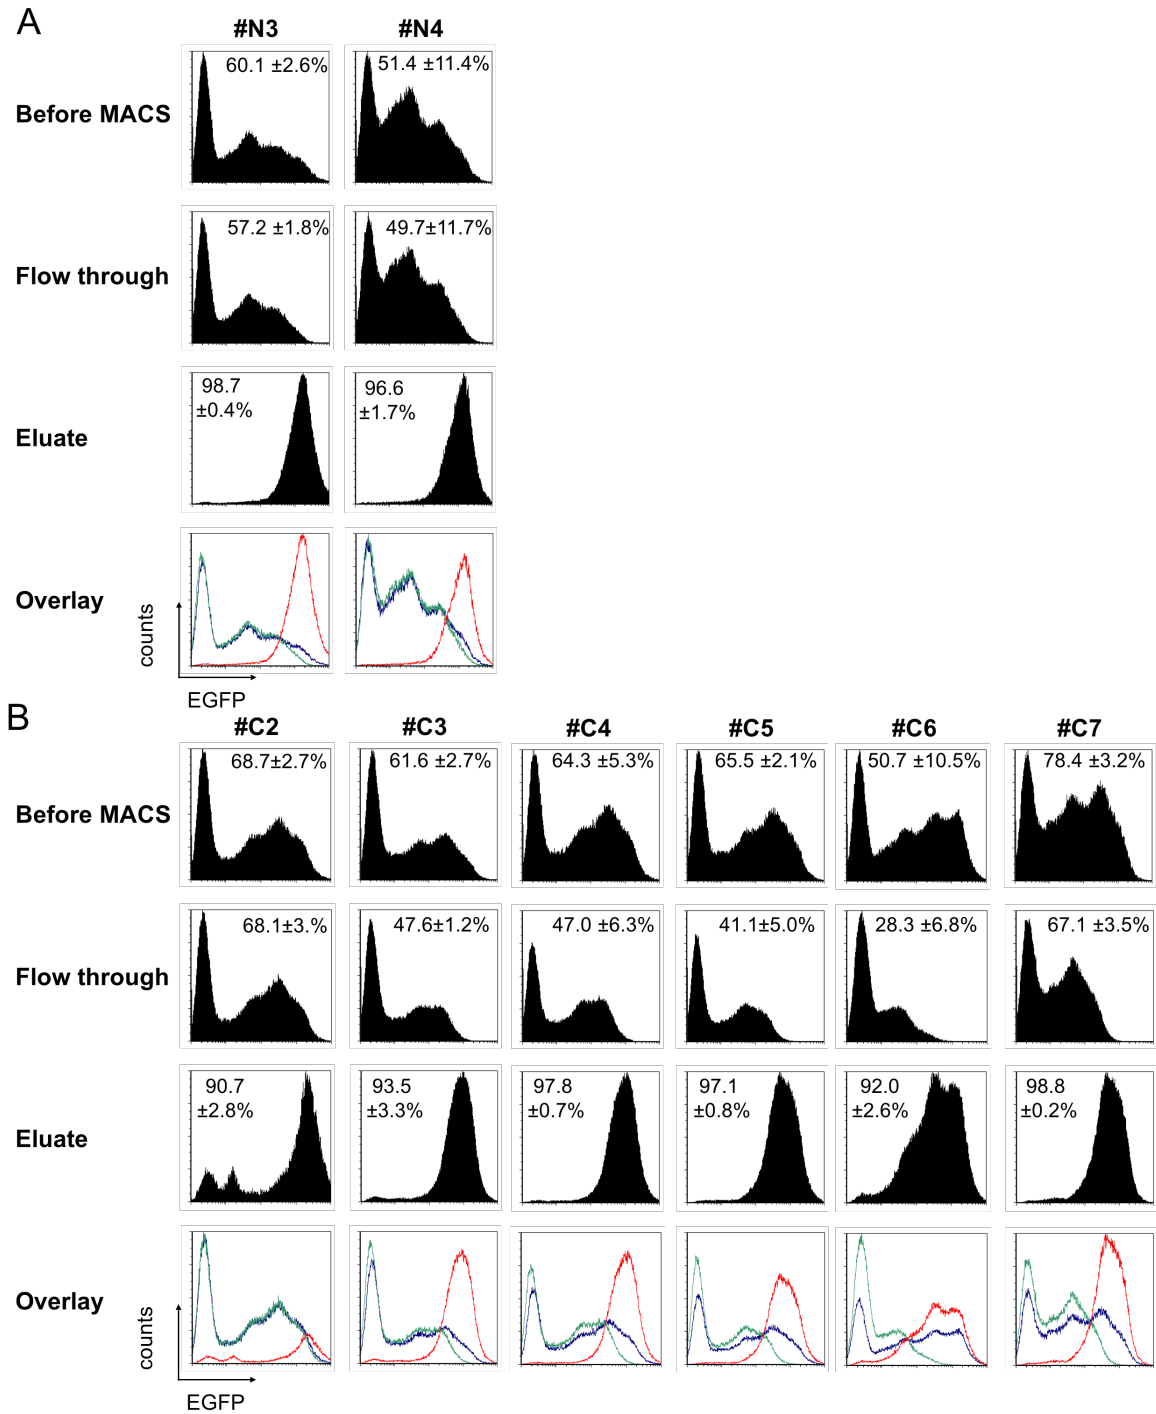 A
#N3 #N4
Before MACS 60.1 ±2.6% 51.4 ±11.4%
Flow through 57.2 ±1.8% 49.7±11.7%
Eluate 98.7 96.6
±0.4% ±1.7%
Overlay
counts
EGFP
B
#C2 #C3 #C4 #C5 #C6 #C7
Before MACS 68.7±2.7% 61.6 ±2.7% 64.3 ±5.3% 65.5 ±2.1% 50.7 ±10.5% 78.4 ±3.2%
Flow through 68.1±3.% 47.6±1.2% 47.0 ±6.3% 41.1±5.0% 28.3 ±6.8% 67.1 ±3.5%
Eluate 90.7 93.5 97.8 97.1 92.0 98.8
±2.8% ±3.3% ±0.7% ±0.8% ±2.6% ±0.2%
Overlay
counts
EGFP